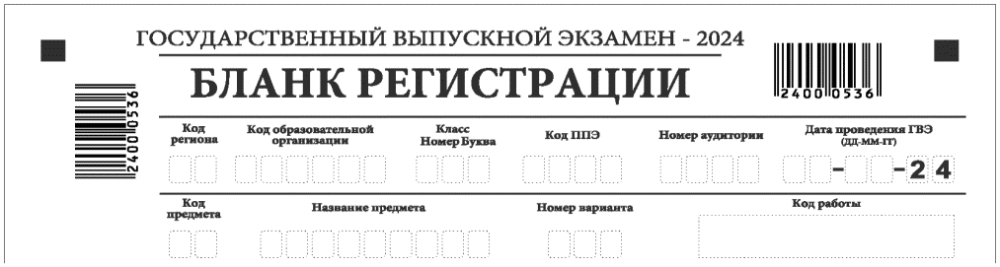 ГОСУДАРСТВЕННЫЙ ВЫПУСКНОЙ ЭКЗАМЕН - 2024
БЛАНК РЕГИСТРАЦИИ
2400 0536
2400 0536
Код региона
Код образовательной организации
Класс Номер Буква
Код ППЭ
Номер аудитории
Дата проведения ГВЭ (ДД-ММ-ГГ)
- - 24
Код предмета
Название предмета
Номер варианта
Код работы